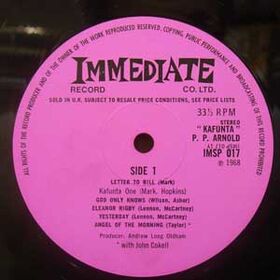 ALL RIGHTS OF THE RECORD PRODUCER AND OF THE OWNER OF THE WORK REPRODUCED RESERVED. COPYING, PUBLIC PERFORMANCE AND BROADCASTING OF THIS RECORD PROHIBITED
IMMEDIATE
RECORD CO. LTD.
SOLD IN U.K. SUBJECT TO RESALE PRICE CONDITIONS, SEE PRICE LISTS
33⅓ RPM
STEREO
"KAFUNTA"
P. P. ARNOLD
IMSP 017
℗ 1968
SIDE 1
LETTER TO BILL (Mark)
Kafunta One (Mark, Hopkins)
GOD ONLY KNOWS (Wilson, Asher)
ELEANOR RIGBY (Lennon, McCartney)
YESTERDAY (Lennon, McCartney)
ANGEL OF THE MORNING (Taylor) *
Producer: Andrew Loog Oldham
* with John Cokell